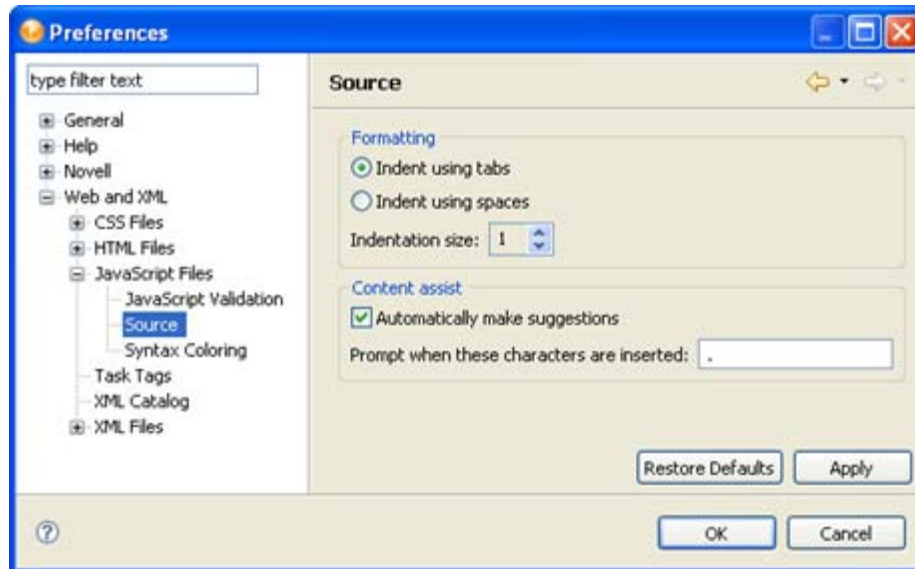 Preferences
type filter text
General
Help
Novell
Web and XML
CSS Files
HTML Files
JavaScript Files
JavaScript Validation
Source
Syntax Coloring
Task Tags
XML Catalog
XML Files
Source
Formatting
Indent using tabs
Indent using spaces
Indentation size: 1
Content assist
Automatically make suggestions
Prompt when these characters are inserted: .
Restore Defaults Apply
? OK Cancel